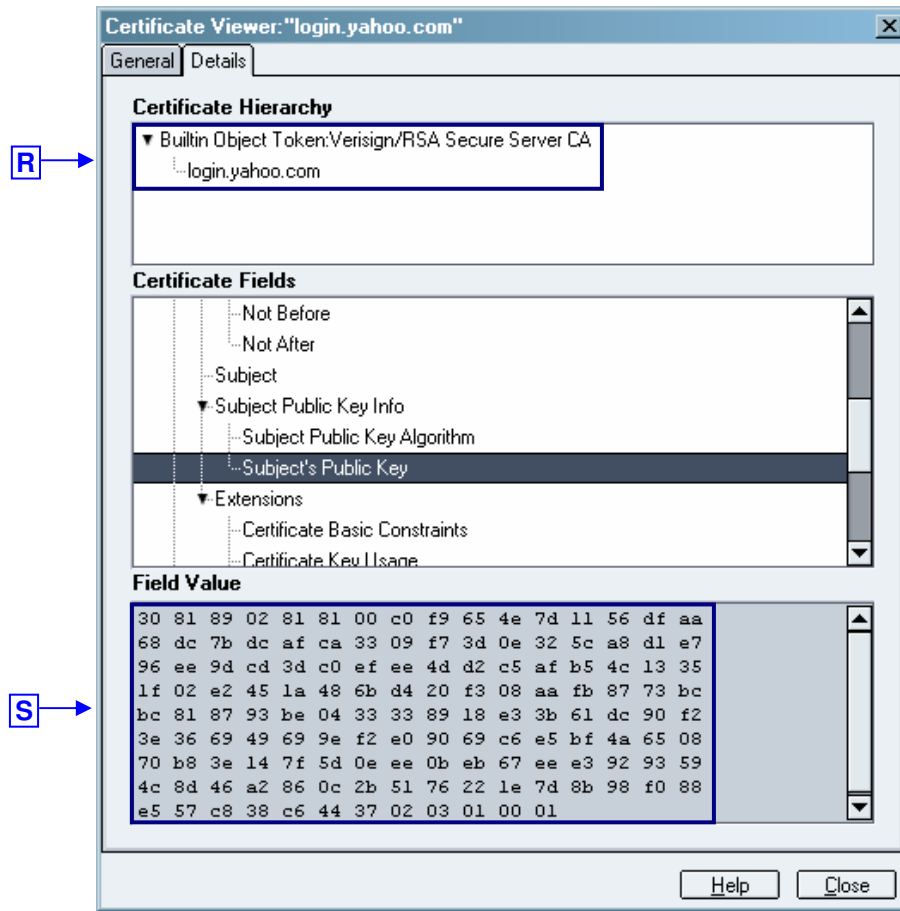 Certificate Viewer:"login.yahoo.com"
General Details
Certificate Hierarchy
Builtin Object Token:Verisign/RSA Secure Server CA
R
login.yahoo.com
Certificate Fields
Not Before
Not After
Subject
Subject Public Key Info
Subject Public Key Algorithm
Subject's Public Key
Extensions
Certificate Basic Constraints
Certificate Key Usage
Field Value
30 81 89 02 81 81 00 c0 f9 65 4e 7d 11 56 df aa
68 dc 7b dc af ca 33 09 f7 3d 0e 32 5c a8 d1 e7
96 ee 9d cd 3d c0 ef ee 4d d2 c5 af b5 4c 13 35
1f 02 e2 45 1a 48 6b d4 20 f3 08 aa fb 87 73 bc
S
bc 81 87 93 be 04 33 33 89 18 e3 3b 61 dc 90 f2
3e 36 69 49 69 9e f2 e0 90 69 c6 e5 bf 4a 65 08
70 b8 3e 14 7f 5d 0e ee 0b eb 67 ee e3 92 93 59
4c 8d 46 a2 86 0c 2b 51 76 22 1e 7d 8b 98 f0 88
e5 57 c8 38 c6 44 37 02 03 01 00 01
Help Close